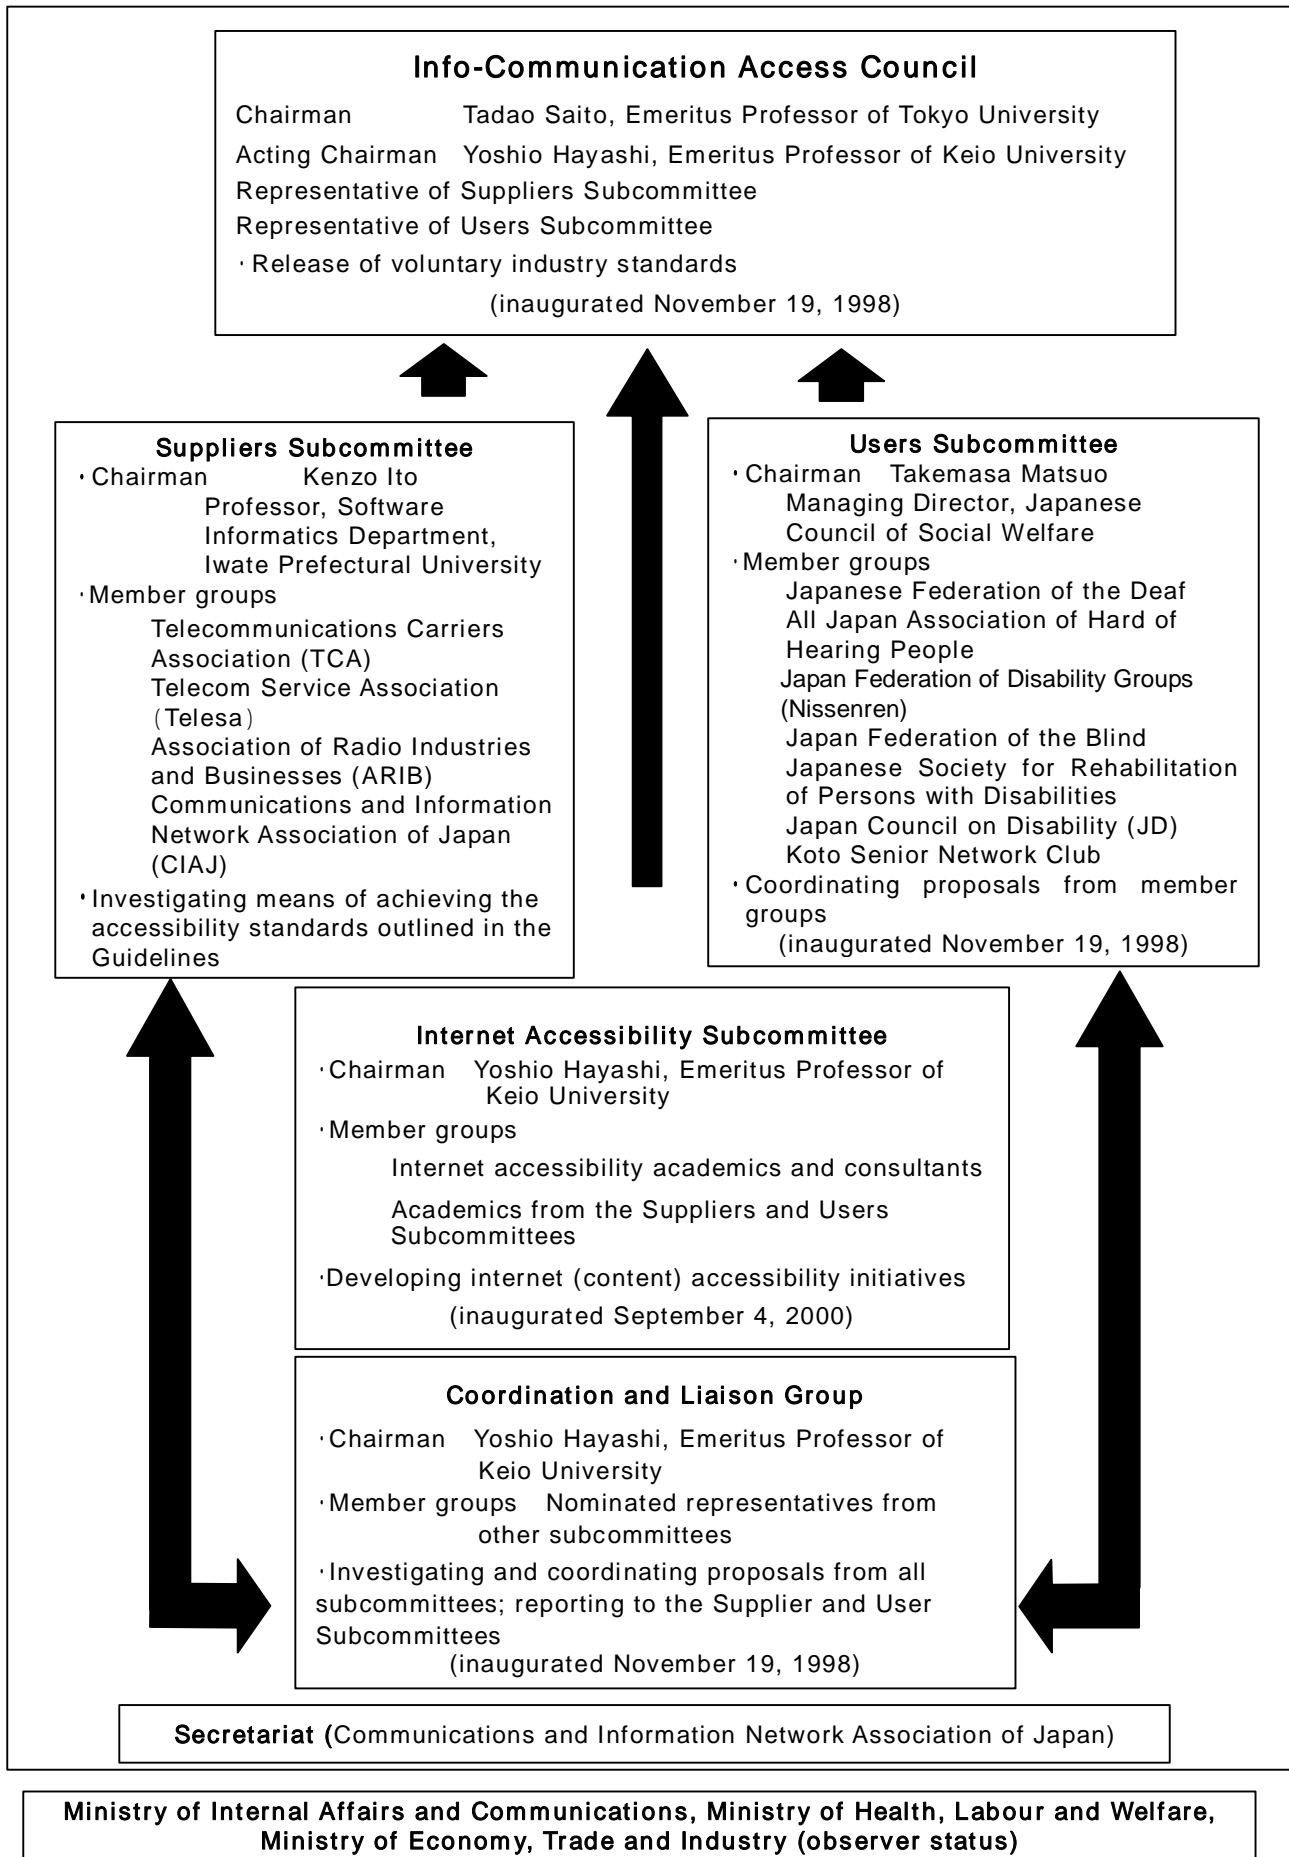 Info-Communication Access Council
Chairman Tadao Saito, Emeritus Professor of Tokyo University
Acting Chairman Yoshio Hayashi, Emeritus Professor of Keio University
Representative of Suppliers Subcommittee
Representative of Users Subcommittee
· Release of voluntary industry standards
(inaugurated November 19, 1998)
Suppliers Subcommittee
· Chairman Kenzo Ito
Professor, Software
Informatics Department,
Iwate Prefectural University
· Member groups
Telecommunications Carriers
Association (TCA)
Telecom Service Association
(Telesa)
Association of Radio Industries
and Businesses (ARIB)
Communications and Information
Network Association of Japan
(CIAJ)
· Investigating means of achieving the
accessibility standards outlined in the
Guidelines
Users Subcommittee
· Chairman Takemasa Matsuo
Managing Director, Japanese
Council of Social Welfare
· Member groups
Japanese Federation of the Deaf
All Japan Association of Hard of
Hearing People
Japan Federation of Disability Groups
(Nissenren)
Japan Federation of the Blind
Japanese Society for Rehabilitation
of Persons with Disabilities
Japan Council on Disability (JD)
Koto Senior Network Club
· Coordinating proposals from member
groups
(inaugurated November 19, 1998)
Internet Accessibility Subcommittee
· Chairman Yoshio Hayashi, Emeritus Professor of
Keio University
· Member groups
Internet accessibility academics and consultants
Academics from the Suppliers and Users
Subcommittees
· Developing internet (content) accessibility initiatives
(inaugurated September 4, 2000)
Coordination and Liaison Group
· Chairman Yoshio Hayashi, Emeritus Professor of
Keio University
· Member groups Nominated representatives from
other subcommittees
· Investigating and coordinating proposals from all
subcommittees; reporting to the Supplier and User
Subcommittees
(inaugurated November 19, 1998)
Secretariat (Communications and Information Network Association of Japan)
Ministry of Internal Affairs and Communications, Ministry of Health, Labour and Welfare,
Ministry of Economy, Trade and Industry (observer status)